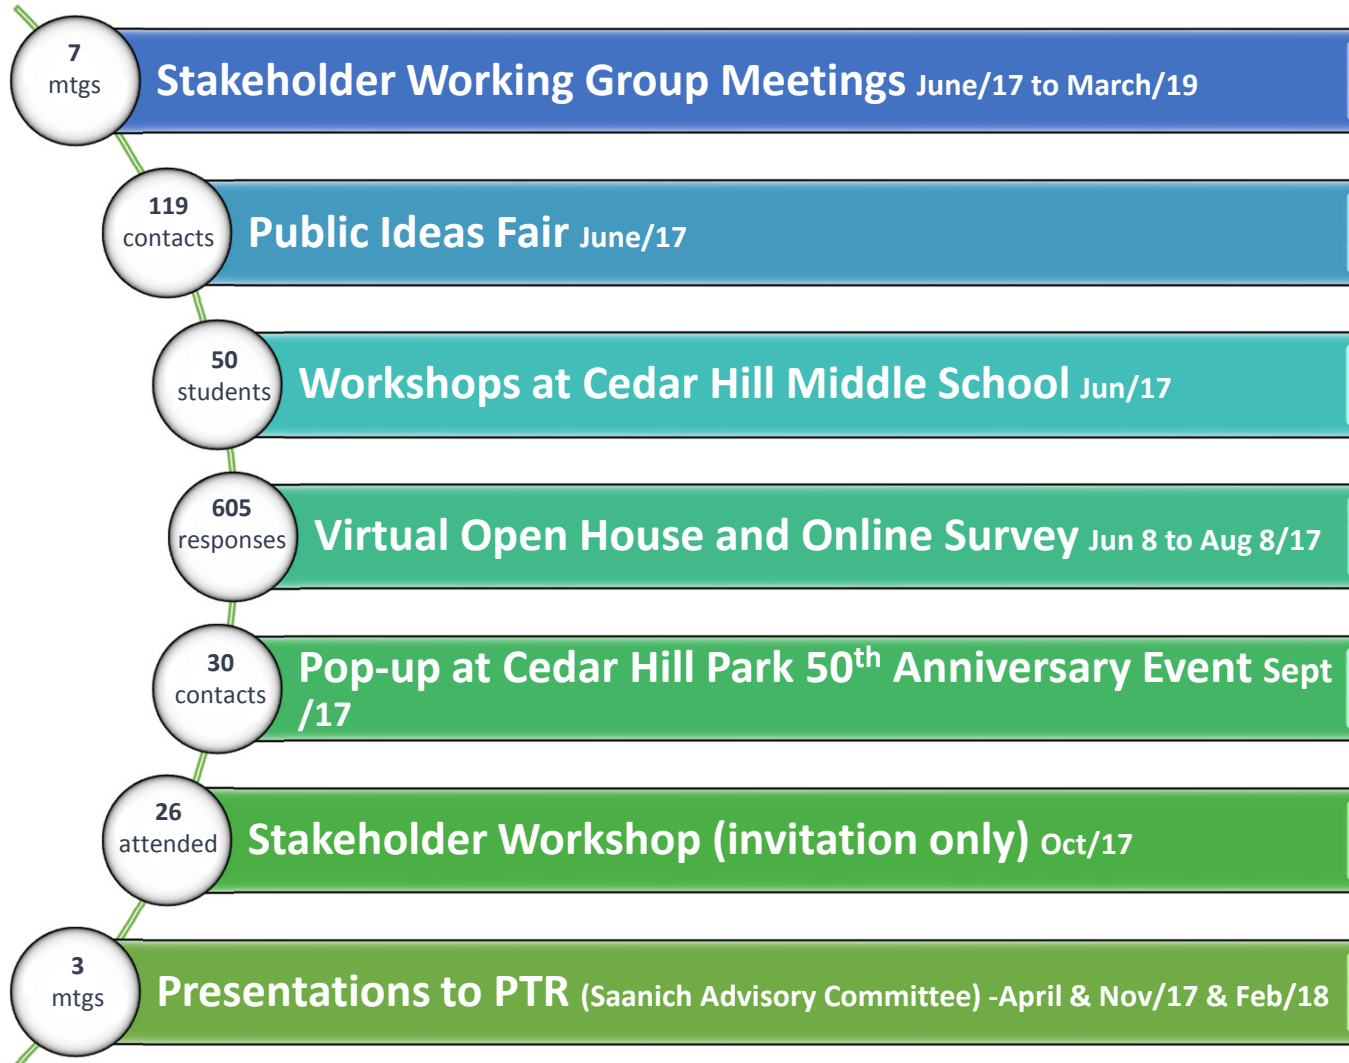 7
mtgs
Stakeholder Working Group Meetings June/17 to March/19
119
contacts
Public Ideas Fair June/17
50
students
Workshops at Cedar Hill Middle School Jun/17
605
responses
Virtual Open House and Online Survey Jun 8 to Aug 8/17
30
contacts
Pop-up at Cedar Hill Park 50th Anniversary Event Sept
/17
26
attended
Stakeholder Workshop (invitation only) Oct/17
3
mtgs
Presentations to PTR (Saanich Advisory Committee) -April & Nov/17 & Feb/18